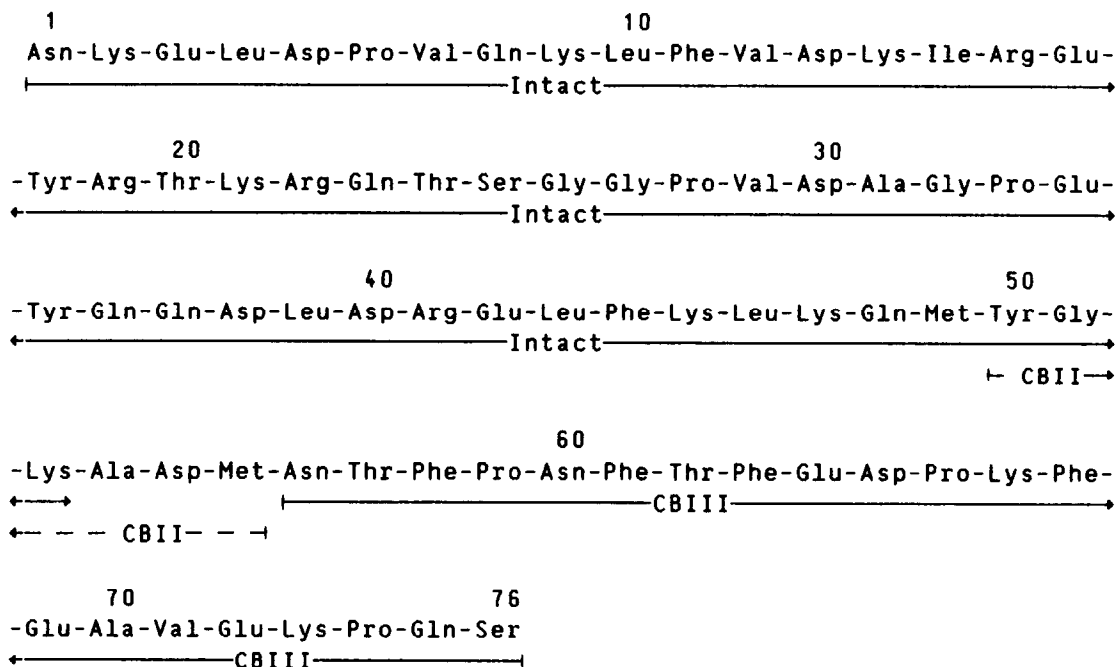 1 10
Asn-Lys-Glu-Leu-Asp-Pro-Val-Gln-Lys-Leu-Phe-Val-Asp-Lys-Ile-Arg-Glu-
Intact
20 30
-Tyr-Arg-Thr-Lys-Arg-Gln-Thr-Ser-Gly-Gly-Pro-Val-Asp-Ala-Gly-Pro-Glu-
Intact
40 50
-Tyr-Gln-Gln-Asp-Leu-Asp-Arg-Glu-Leu-Phe-Lys-Leu-Lys-Gln-Met-Tyr-Gly-
Intact
CBII
60
-Lys-Ala-Asp-Met-Asn-Thr-Phe-Pro-Asn-Phe-Thr-Phe-Glu-Asp-Pro-Lys-Phe-
CBIII
CBII
70 76
-Glu-Ala-Val-Glu-Lys-Pro-Gln-Ser
CBIII